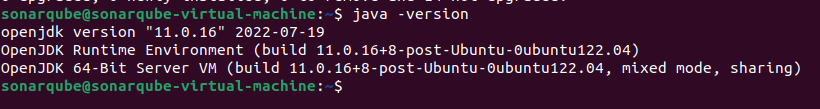 sonarqube@sonarqube-virtual-machine:~$ java -version
openjdk version "11.0.16" 2022-07-19
OpenJDK Runtime Environment (build 11.0.16+8-post-Ubuntu-0ubuntu122.04)
OpenJDK 64-Bit Server VM (build 11.0.16+8-post-Ubuntu-0ubuntu122.04, mixed mode, sharing)
sonarqube@sonarqube-virtual-machine:~$